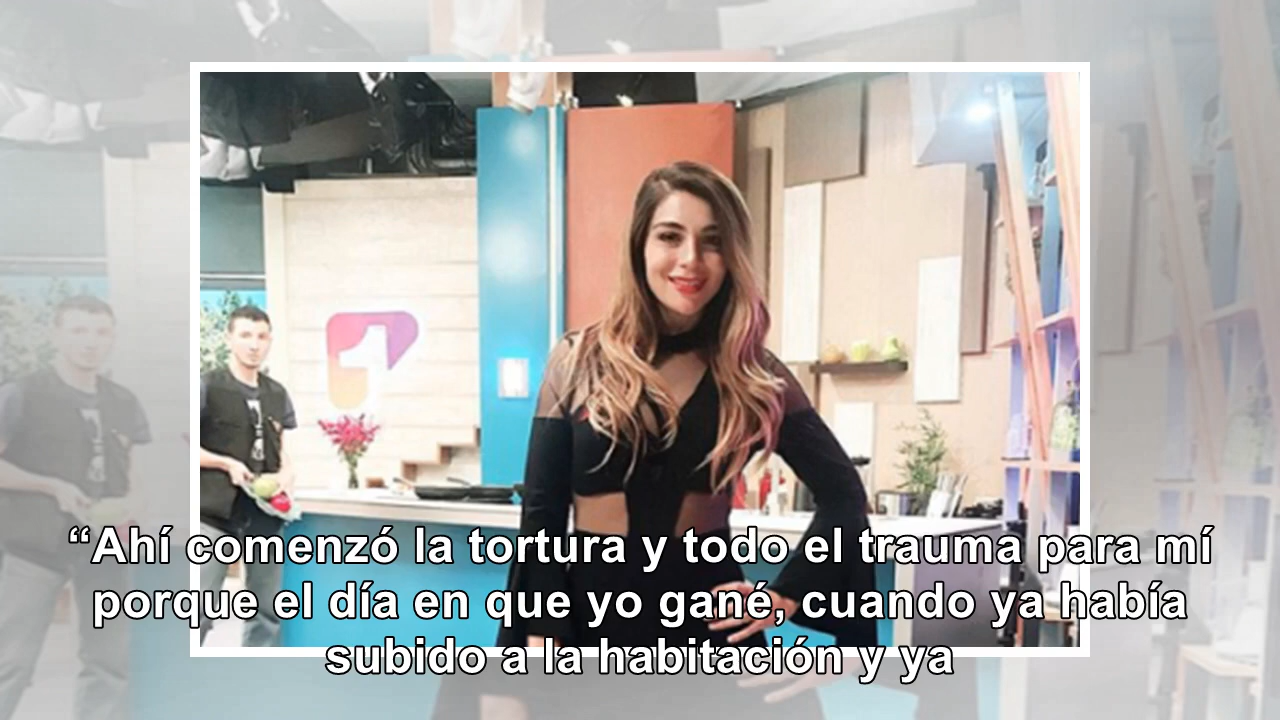 1
“Ahí comenzó la tortura y todo el trauma para mí
porque el día en que yo gané, cuando ya había
subido a la habitación y ya